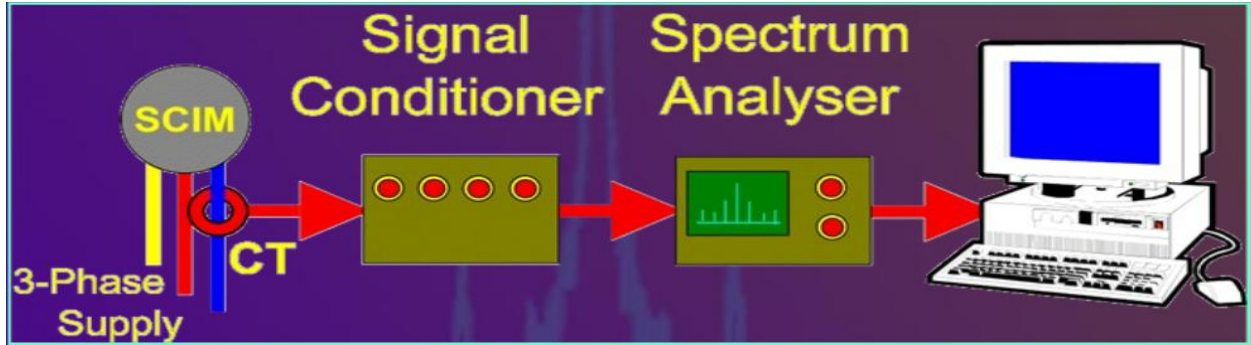 Signal
Conditioner
Spectrum
Analyser
SCIM
CT
3-Phase
Supply